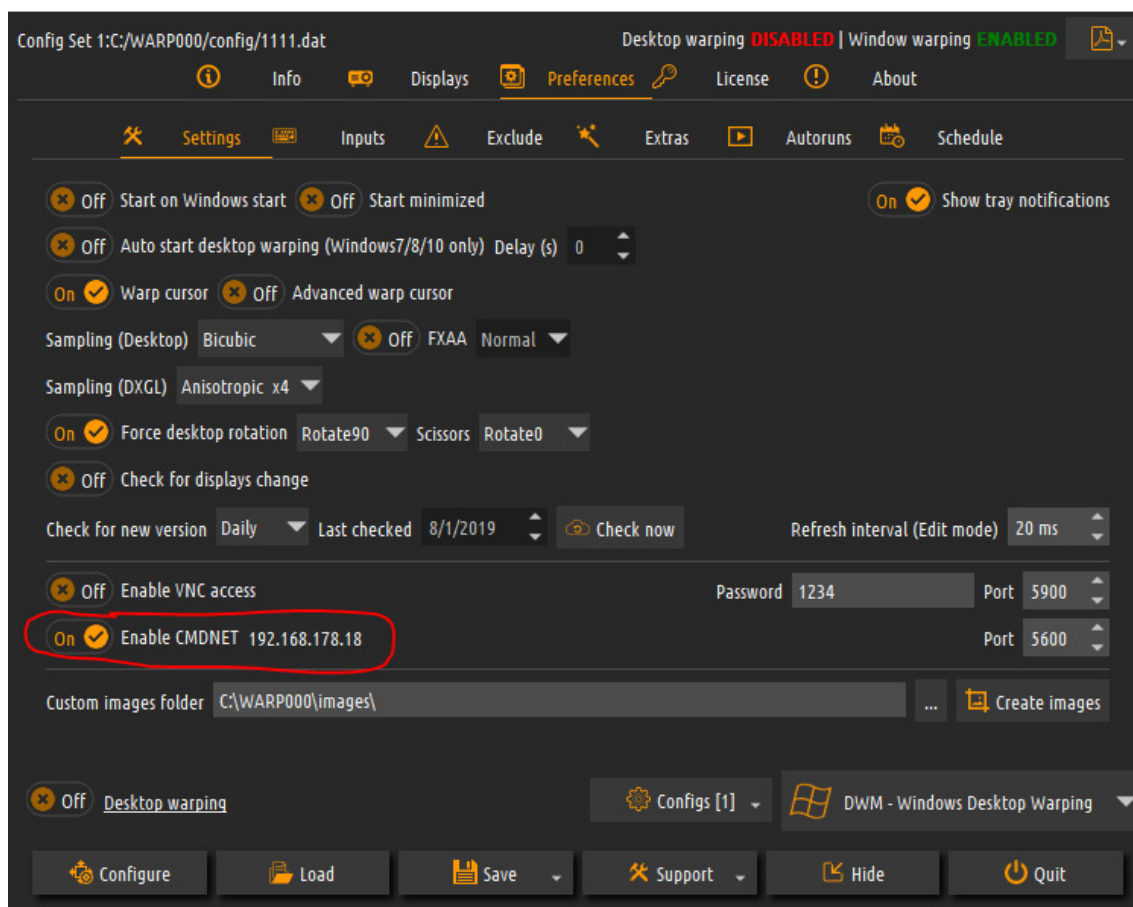 Config Set 1:C:/WARP000/config/1111.dat Desktop warping DISABLED | Window warping ENABLED
Info Displays Preferences License About
Settings Inputs Exclude Extras Autoruns Schedule
Off Start on Windows start Off Start minimized On Show tray notifications
Off Auto start desktop warping (Windows7/8/10 only) Delay (s) 0
On Warp cursor Off Advanced warp cursor
Sampling (Desktop) Bicubic Off FXAA Normal
Sampling (DXGL) Anisotropic x4
On Force desktop rotation Rotate90 Scissors Rotate0
Off Check for displays change
Check for new version Daily Last checked 8/1/2019 Check now Refresh interval (Edit mode) 20 ms
Off Enable VNC access Password 1234 Port 5900
On Enable CMDNET 192.168.178.18 Port 5600
Custom images folder C:\WARP000\images\ ... Create images
Off Desktop warping Configs [1] DWM - Windows Desktop Warping
Configure Load Save Support Hide Quit